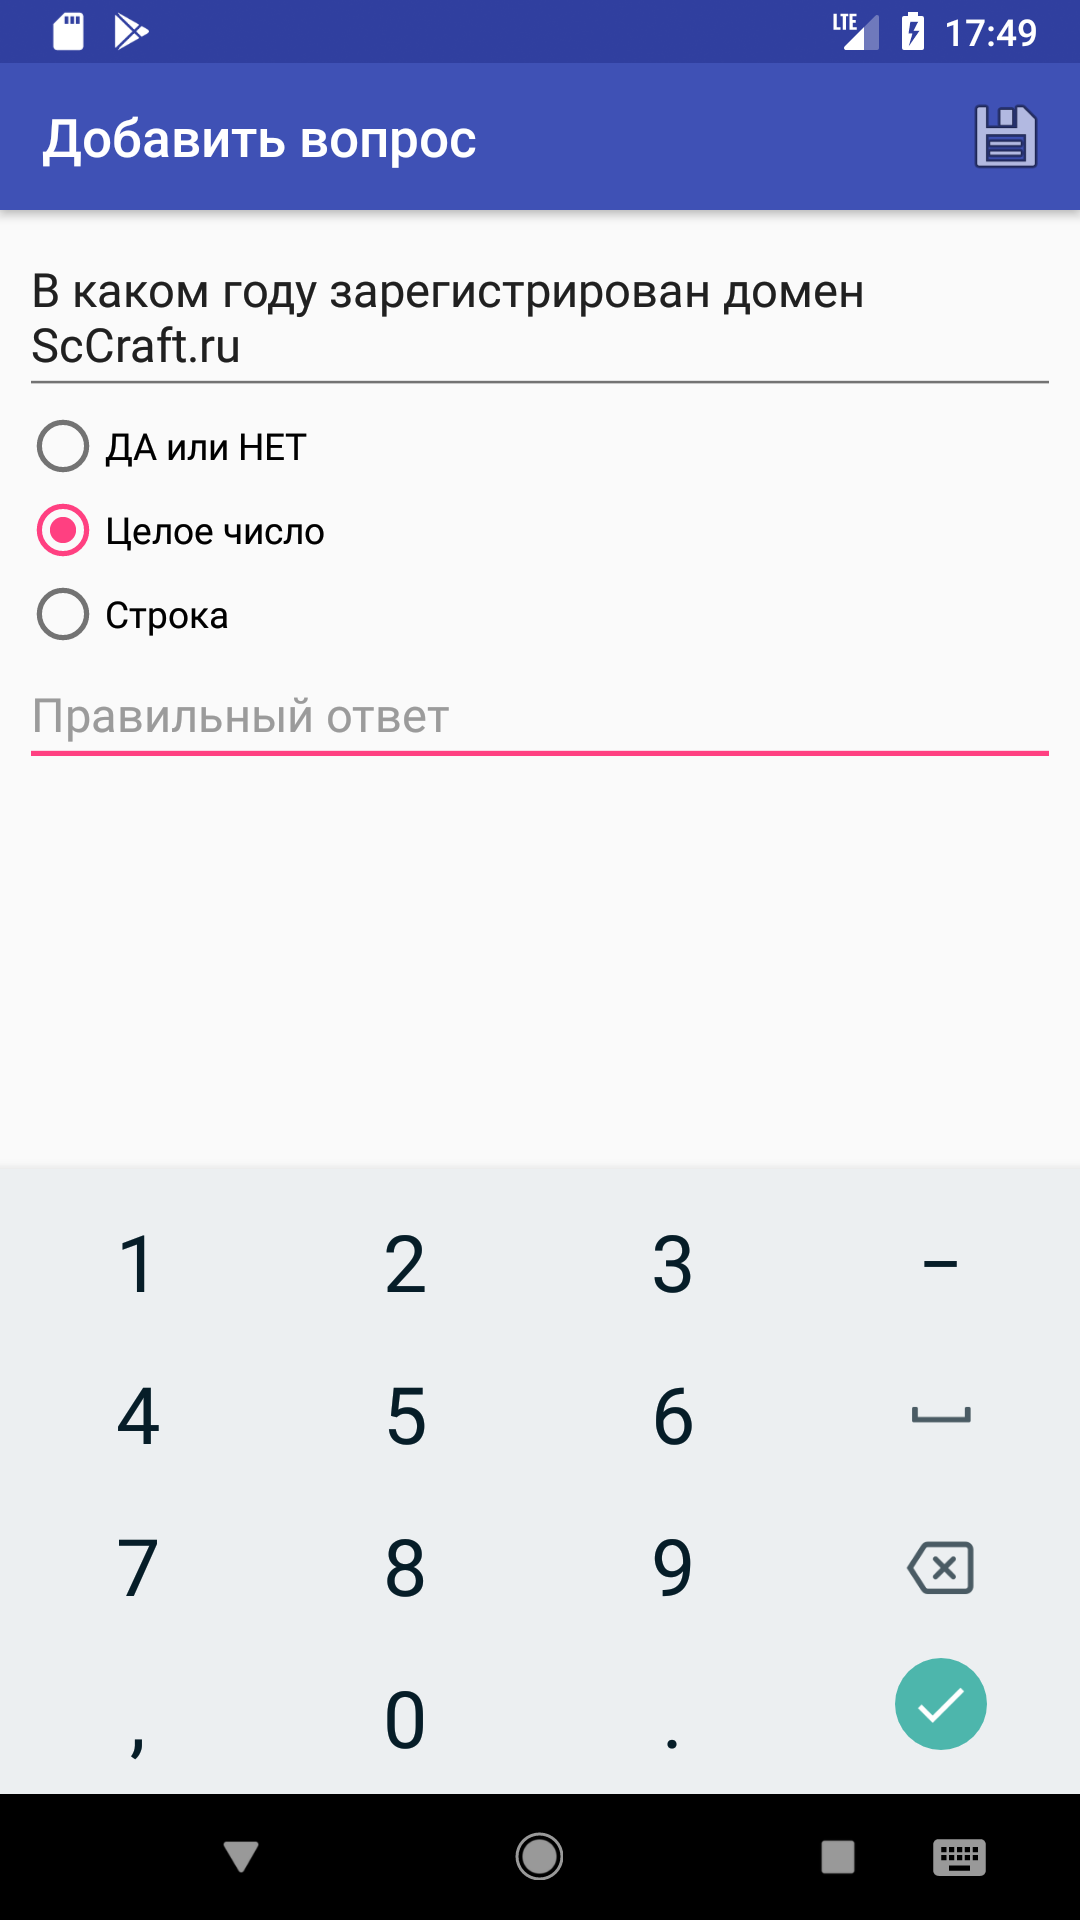 LTE 17:49
Добавить вопрос
В каком году зарегистрирован домен
ScCraft.ru
ДА или НЕТ
Целое число
Строка
Правильный ответ
1 2 3 -
4 5 6
7 8 9
, 0 .